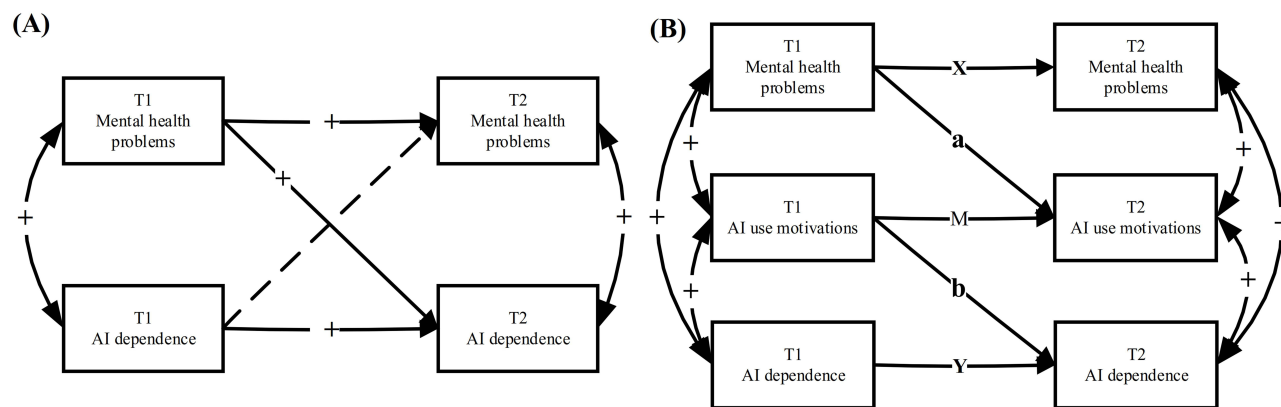 (A)
T1
Mental health
problems
+
T2
Mental health
problems
+
+
+
T1
AI dependence
+
T2
AI dependence
(B)
T1
Mental health
problems
X
T2
Mental health
problems
+
a
+
+
T1
AI use motivations
M
T2
AI use motivations
+
b
+
T1
AI dependence
Y
T2
AI dependence